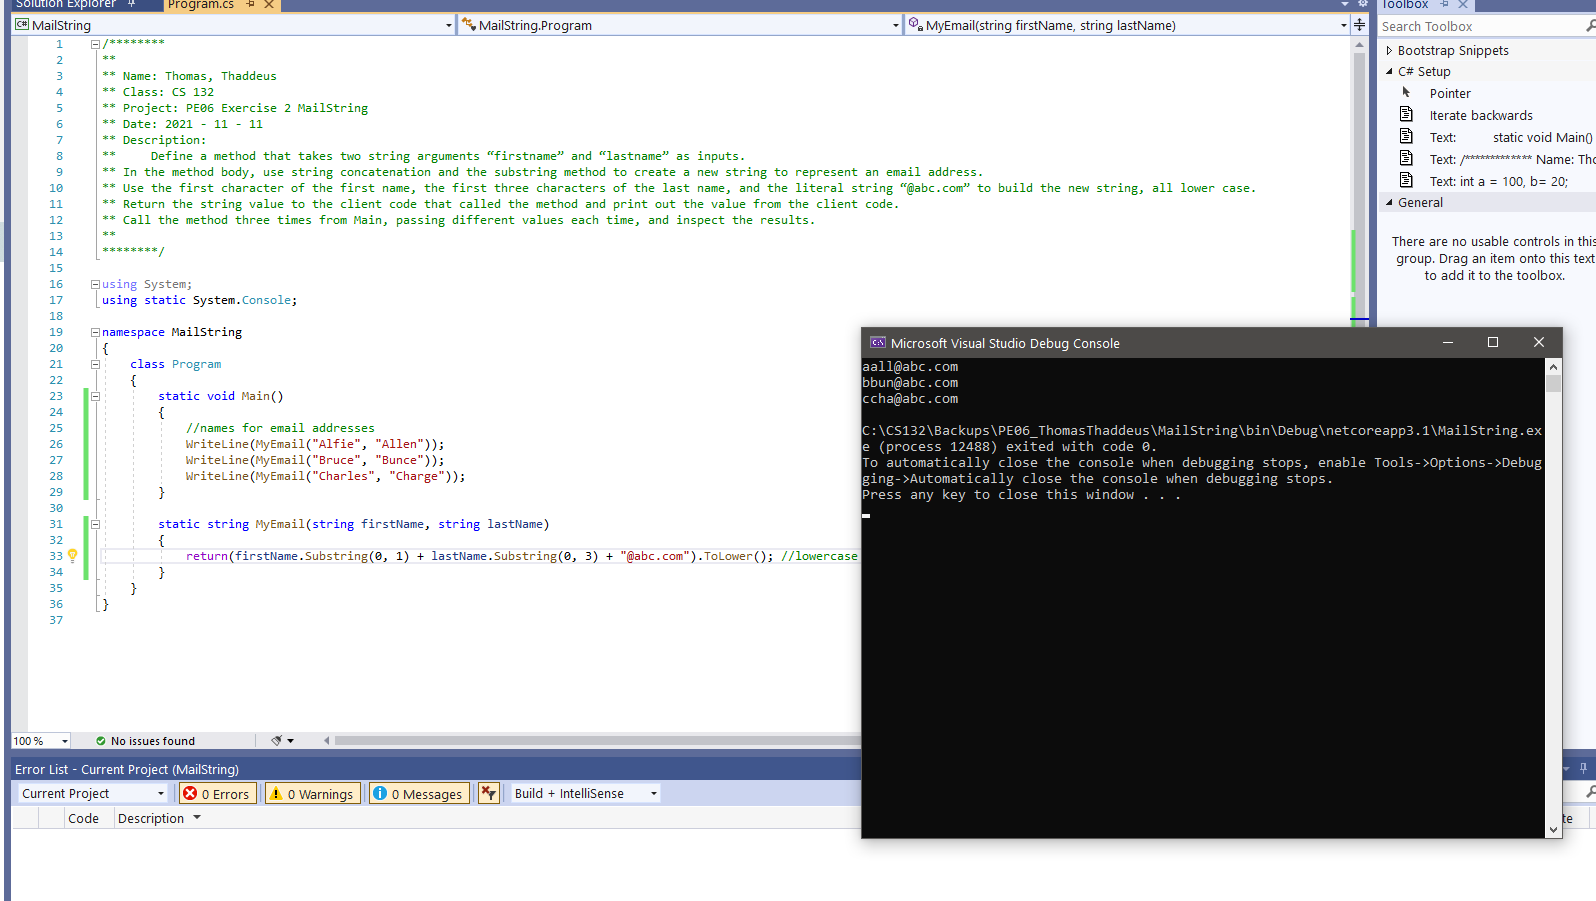 Solution Explorer
Program.cs
Toolbox
MailString
MailString.Program
MyEmail(string firstName, string lastName)
Search Toolbox
Bootstrap Snippets
C# Setup
Pointer
Iterate backwards
Text: static void Main()
Text: /************* Name: Tho
Text: int a = 100, b= 20;
General
There are no usable controls in this
group. Drag an item onto this text
to add it to the toolbox.
1 /********
2 **
3 ** Name: Thomas, Thaddeus
4 ** Class: CS 132
5 ** Project: PE06 Exercise 2 MailString
6 ** Date: 2021 - 11 - 11
7 ** Description:
8 **     Define a method that takes two string arguments “firstname” and “lastname” as inputs.
9 ** In the method body, use string concatenation and the substring method to create a new string to represent an email address.
10 ** Use the first character of the first name, the first three characters of the last name, and the literal string “@abc.com” to build the new string, all lower case.
11 ** Return the string value to the client code that called the method and print out the value from the client code.
12 ** Call the method three times from Main, passing different values each time, and inspect the results.
13 **
14 ********/
15
16 using System;
17 using static System.Console;
18
19 namespace MailString
20 {
21     class Program
22     {
23         static void Main()
24         {
25             //names for email addresses
26             WriteLine(MyEmail("Alfie", "Allen"));
27             WriteLine(MyEmail("Bruce", "Bunce"));
28             WriteLine(MyEmail("Charles", "Charge"));
29         }
30
31         static string MyEmail(string firstName, string lastName)
32         {
33             return(firstName.Substring(0, 1) + lastName.Substring(0, 3) + "@abc.com").ToLower(); //lowercase
34         }
35     }
36 }
37
Microsoft Visual Studio Debug Console
aall@abc.com
bbun@abc.com
ccha@abc.com
C:\CS132\Backups\PE06_ThomasThaddeus\MailString\bin\Debug\netcoreapp3.1\MailString.ex
e (process 12488) exited with code 0.
To automatically close the console when debugging stops, enable Tools->Options->Debug
ging->Automatically close the console when debugging stops.
Press any key to close this window . . .
100 %
No issues found
Error List - Current Project (MailString)
Current Project
0 Errors
0 Warnings
0 Messages
Build + IntelliSense
Code
Description
te